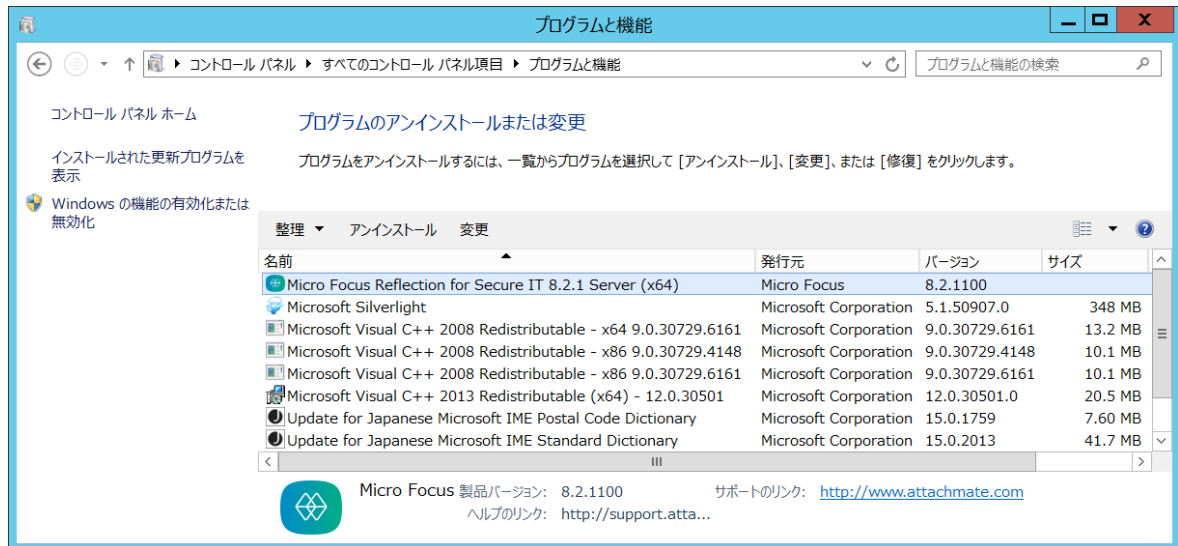 プログラムと機能
コントロール パネル ▶ すべてのコントロール パネル項目 ▶ プログラムと機能
プログラムと機能の検索
コントロール パネル ホーム
インストールされた更新プログラムを
表示
Windows の機能の有効化または
無効化
プログラムのアンインストールまたは変更
プログラムをアンインストールするには、一覧からプログラムを選択して [アンインストール]、[変更]、または [修復] をクリックします。
整理 ▼ アンインストール 変更
名前 発行元 バージョン サイズ
Micro Focus Reflection for Secure IT 8.2.1 Server (x64) Micro Focus 8.2.1100
Microsoft Silverlight Microsoft Corporation 5.1.50907.0 348 MB
Microsoft Visual C++ 2008 Redistributable - x64 9.0.30729.6161 Microsoft Corporation 9.0.30729.6161 13.2 MB
Microsoft Visual C++ 2008 Redistributable - x86 9.0.30729.4148 Microsoft Corporation 9.0.30729.4148 10.1 MB
Microsoft Visual C++ 2008 Redistributable - x86 9.0.30729.6161 Microsoft Corporation 9.0.30729.6161 10.1 MB
Microsoft Visual C++ 2013 Redistributable (x64) - 12.0.30501 Microsoft Corporation 12.0.30501.0 20.5 MB
Update for Japanese Microsoft IME Postal Code Dictionary Microsoft Corporation 15.0.1759 7.60 MB
Update for Japanese Microsoft IME Standard Dictionary Microsoft Corporation 15.0.2013 41.7 MB
Micro Focus 製品バージョン: 8.2.1100 サポートのリンク: http://www.attachmate.com
ヘルプのリンク: http://support.atta...